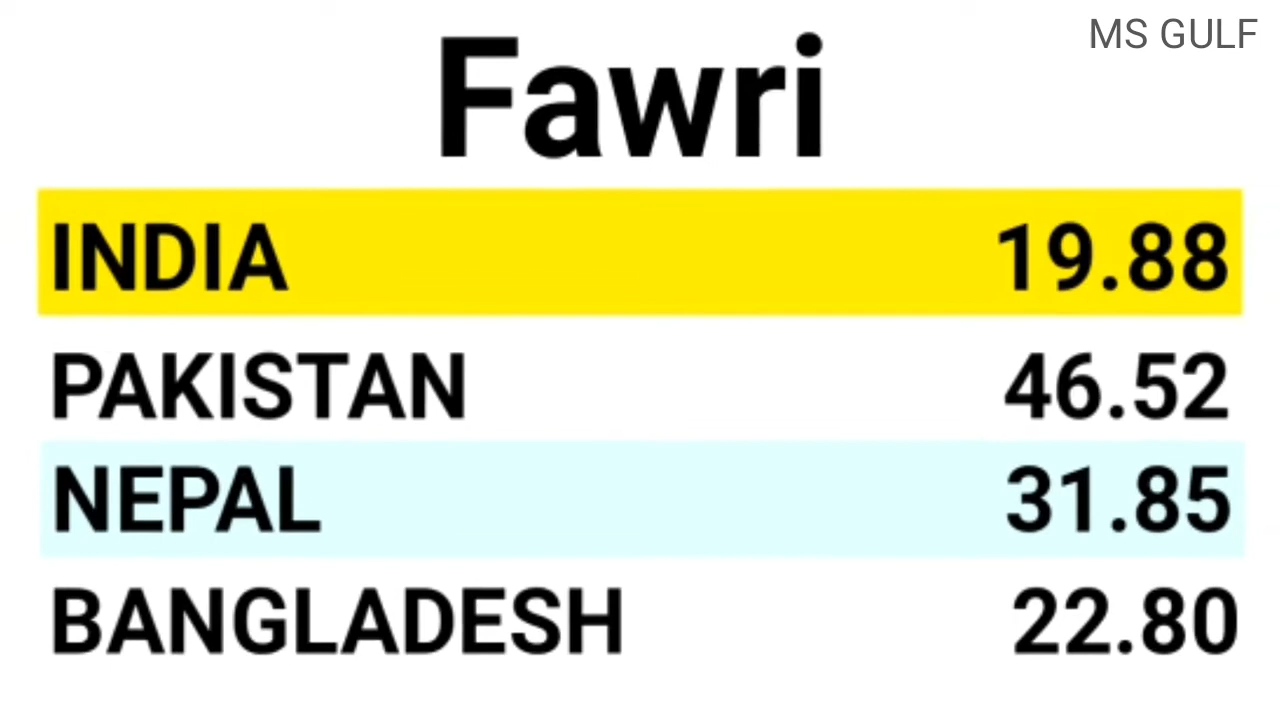 MS GULF
Fawri
INDIA 19.88
PAKISTAN 46.52
NEPAL 31.85
BANGLADESH 22.80